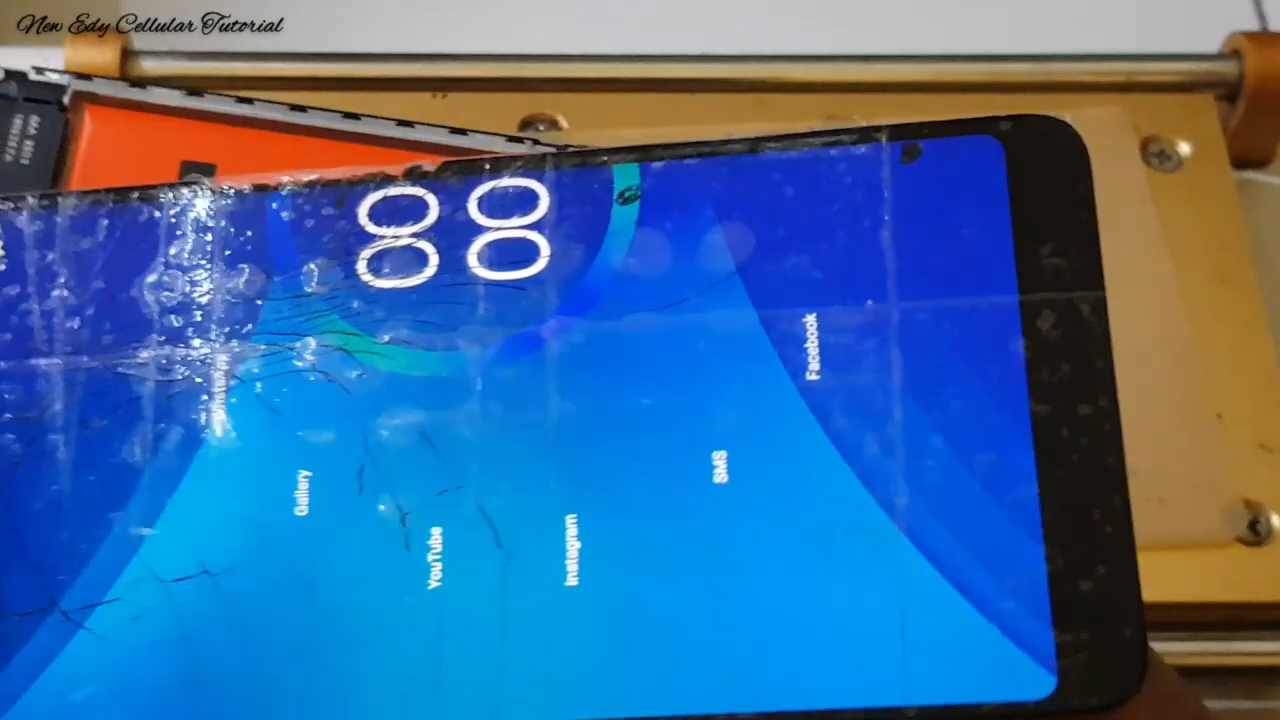 New Edy Cellular Tutorial
00
00
Facebook
SMS
Gallery
YouTube
Instagram